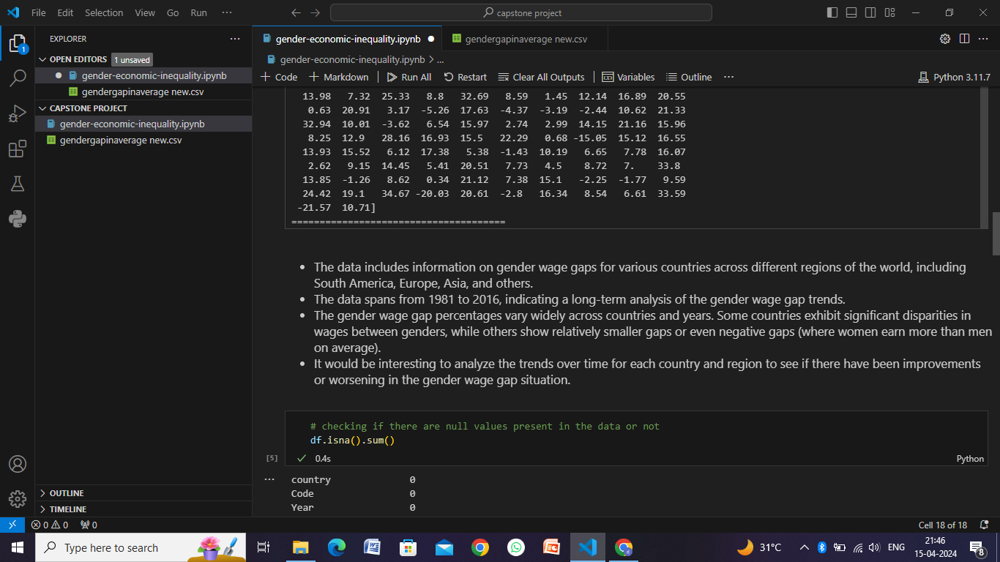 File Edit Selection View Go Run ··· capstone project
EXPLORER ···
OPEN EDITORS 1 unsaved
gender-economic-inequality.ipynb
gendergapinaverage new.csv
CAPSTONE PROJECT
gender-economic-inequality.ipynb
gendergapinaverage new.csv
OUTLINE
TIMELINE
gender-economic-inequality.ipynb ● gendergapinaverage new.csv
gender-economic-inequality.ipynb > ...
+ Code + Markdown Run All Restart Clear All Outputs Variables Outline ··· Python 3.11.7
13.98 7.32 25.33 8.8 32.69 8.59 1.45 12.14 16.89 20.55
0.63 20.91 3.17 -5.26 17.63 -4.37 -3.19 -2.44 10.62 21.33
32.94 10.01 -3.62 6.54 15.97 2.74 2.99 14.15 21.16 15.96
8.25 12.9 28.16 16.93 15.5 22.29 0.68 -15.05 15.12 16.55
13.93 15.52 6.12 17.38 5.38 -1.43 10.19 6.65 7.78 16.07
2.62 9.15 14.45 5.41 20.51 7.73 4.5 8.72 7. 33.8
13.85 -1.26 8.62 0.34 21.12 7.38 15.1 -2.25 -1.77 9.59
24.42 19.1 34.67 -20.03 20.61 -2.8 16.34 8.54 6.61 33.59
-21.57 10.71]
======================================
• The data includes information on gender wage gaps for various countries across different regions of the world, including
South America, Europe, Asia, and others.
• The data spans from 1981 to 2016, indicating a long-term analysis of the gender wage gap trends.
• The gender wage gap percentages vary widely across countries and years. Some countries exhibit significant disparities in
wages between genders, while others show relatively smaller gaps or even negative gaps (where women earn more than men
on average).
• It would be interesting to analyze the trends over time for each country and region to see if there have been improvements
or worsening in the gender wage gap situation.
# checking if there are null values present in the data or not
df.isna().sum()
[5] ✓ 0.4s Python
··· country 0
Code 0
Year 0
0 0 0 Cell 18 of 18
Type here to search 31°C ENG 21:46
15-04-2024 8